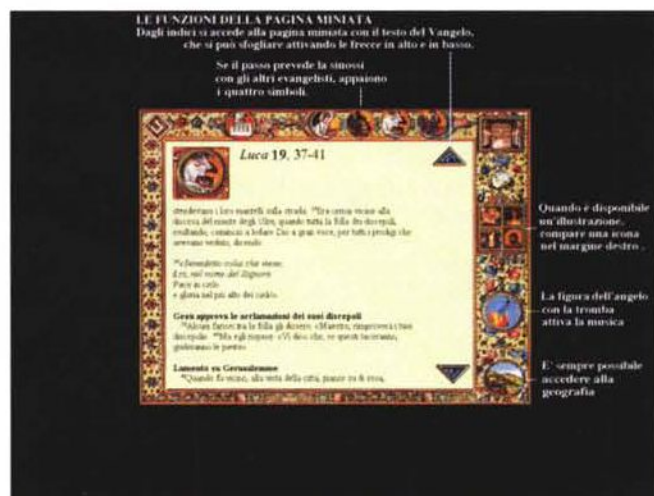 LE FUNZIONI DELLA PAGINA MINIATA
Dagli indici si accede alla pagina miniata con il testo del Vangelo,
che si può sfogliare attivando le frecce in alto e in basso.
Se il passo prevede la sinossi
con gli altri evangelisti, appaiono
i quattro simboli.
Luca 19, 37-41
stendevano i loro mantelli sulla strada. Era ormai vicino alla
discesa del monte degli Ulivi, quando tutta la folla dei discepoli,
esultando, cominciò a lodare Dio a gran voce, per tutti i prodigi che
avevano veduto, dicendo:
«Benedetto colui che viene,
il re, nel nome del Signore
Pace in cielo
e gloria nel più alto dei cieli!»
Gesù approva le acclamazioni dei suoi discepoli
Alcuni farisei tra la folla gli dissero: «Maestro, rimprovera i tuoi
discepoli». Ma egli rispose: «Vi dico che, se questi taceranno,
grideranno le pietre».
Lamento su Gerusalemme
Quando fu vicino, alla vista della città, pianse su di essa,
Quando è disponibile
un'illustrazione,
compare una icona
nel margine destro .
La figura dell'angelo
con la tromba
attiva la musica
E' sempre possibile
accedere alla
geografia